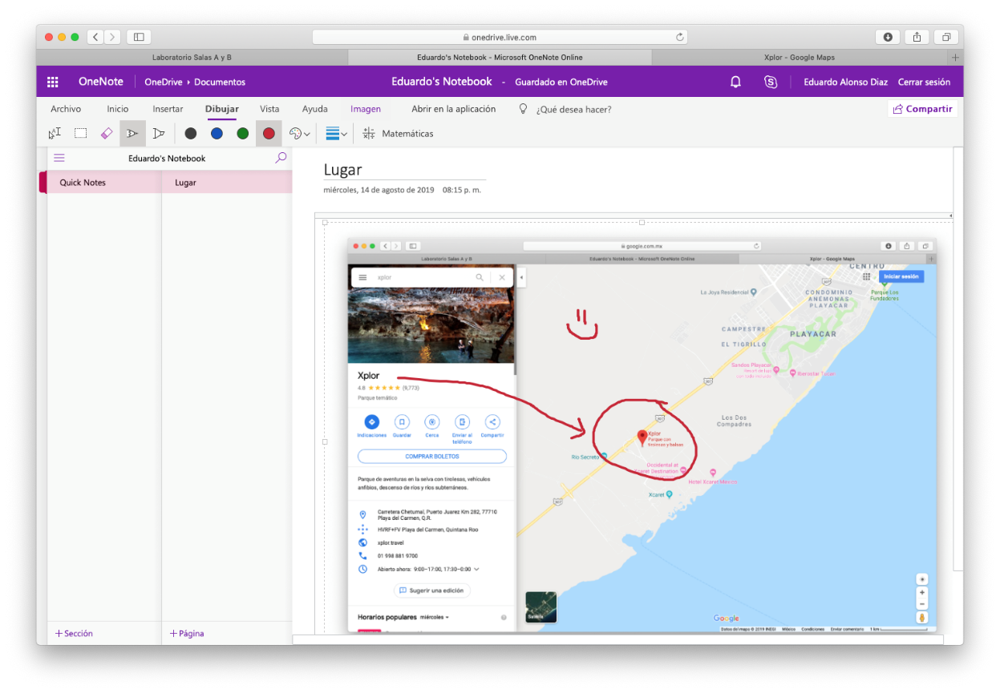 onedrive.live.com
Laboratorio Salas A y B
Eduardo's Notebook - Microsoft OneNote Online
Xplor - Google Maps
OneNote
OneDrive › Documentos
Eduardo's Notebook - Guardado en OneDrive
Eduardo Alonso Diaz
Cerrar sesión
Archivo
Inicio
Insertar
Dibujar
Vista
Ayuda
Imagen
Abrir en la aplicación
¿Qué desea hacer?
Compartir
Matemáticas
Eduardo's Notebook
Quick Notes
Lugar
+ Sección
+ Página
Lugar
miércoles, 14 de agosto de 2019 08:15 p. m.
google.com.mx
Laboratorio Salas A y B
Eduardo's Notebook - Microsoft OneNote Online
Xplor - Google Maps
xplor
Xplor
4.8 ★★★★★ (9,773)
Parque temático
Indicaciones
Guardar
Cerca
Enviar al
teléfono
Compartir
COMPRAR BOLETOS
Parque de aventuras en la selva con tirolesas, vehículos
anfibios, descenso de ríos y ríos subterráneos.
Carretera Chetumal, Puerto Juarez Km 282, 77710
Playa del Carmen, Q.R.
HVRF+FV Playa del Carmen, Quintana Roo
xplor.travel
01 998 881 9700
Abierto ahora: 9:00–17:00, 17:30–0:00
Sugerir una edición
Horarios populares miércoles
CENTRO
307
Iniciar sesión
La Joya Residencial
CONDOMINIO
ANÉMONAS
PLAYACAR
Parque Los
Fundadores
CAMPESTRE
EL TIGRILLO
PLAYACAR
Sandos Playacar
Iberostar Tucan
307
307
Los Dos
Compadres
Xplor
Parque con
tirolesas y balsas
Río Secreto
Occidental at
Xcaret Destination
Hotel Xcaret Mexico
Xcaret
307
Satélite
Google
Datos del mapa © 2019 INEGI
México
Condiciones
Enviar comentario
1 km